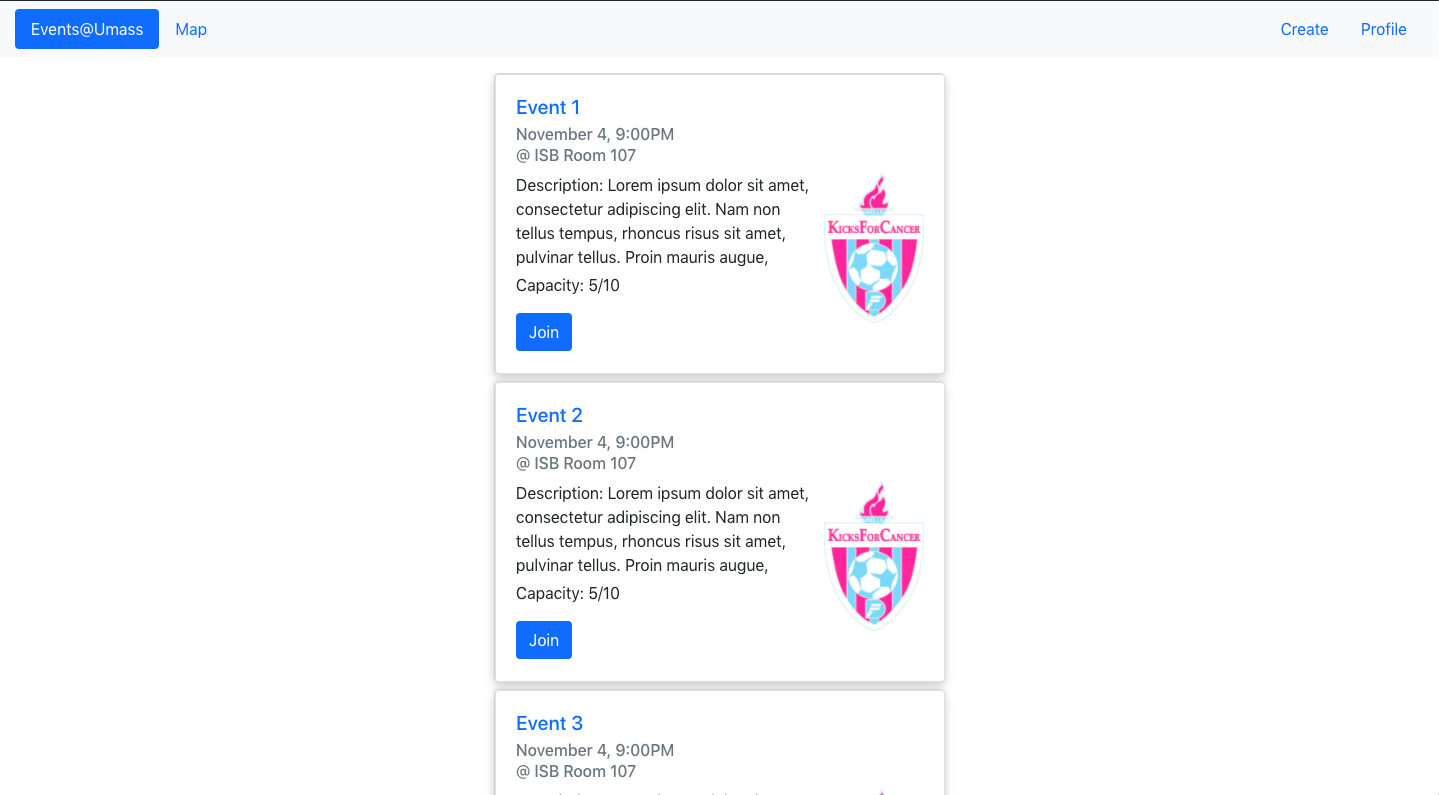 Events@Umass Map Create Profile
Event 1
November 4, 9:00PM
@ ISB Room 107
Description: Lorem ipsum dolor sit amet,
consectetur adipiscing elit. Nam non
tellus tempus, rhoncus risus sit amet,
pulvinar tellus. Proin mauris augue,
Capacity: 5/10
Join
KICKSFORCANCER
Event 2
November 4, 9:00PM
@ ISB Room 107
Description: Lorem ipsum dolor sit amet,
consectetur adipiscing elit. Nam non
tellus tempus, rhoncus risus sit amet,
pulvinar tellus. Proin mauris augue,
Capacity: 5/10
Join
KICKSFORCANCER
Event 3
November 4, 9:00PM
@ ISB Room 107